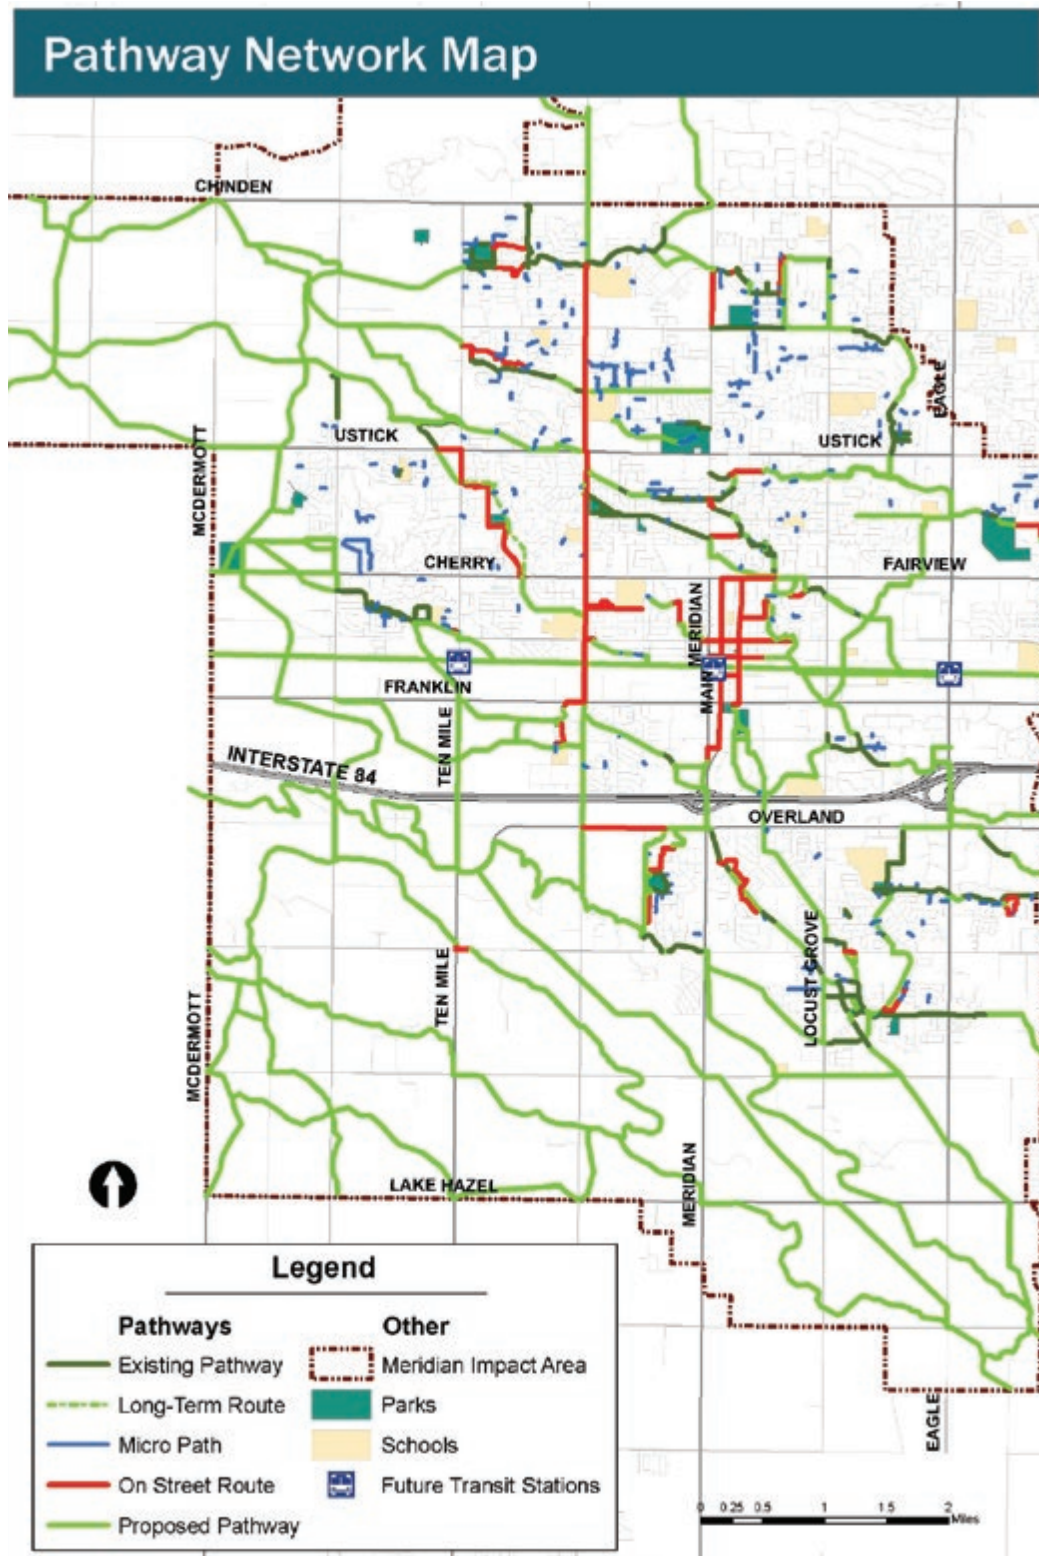 Pathway Network Map
CHINDEN
EAGLE
MCDERMOTT
USTICK
USTICK
CHERRY
FAIRVIEW
MERIDIAN
MAIN
FRANKLIN
TEN MILE
INTERSTATE 84
OVERLAND
LOCUST GROVE
TEN MILE
MCDERMOTT
LAKE HAZEL
MERIDIAN
EAGLE
Legend
Pathways
Existing Pathway
Long-Term Route
Micro Path
On Street Route
Proposed Pathway
Other
Meridian Impact Area
Parks
Schools
Future Transit Stations
0 0.25 0.5 1 1.5 2
Miles